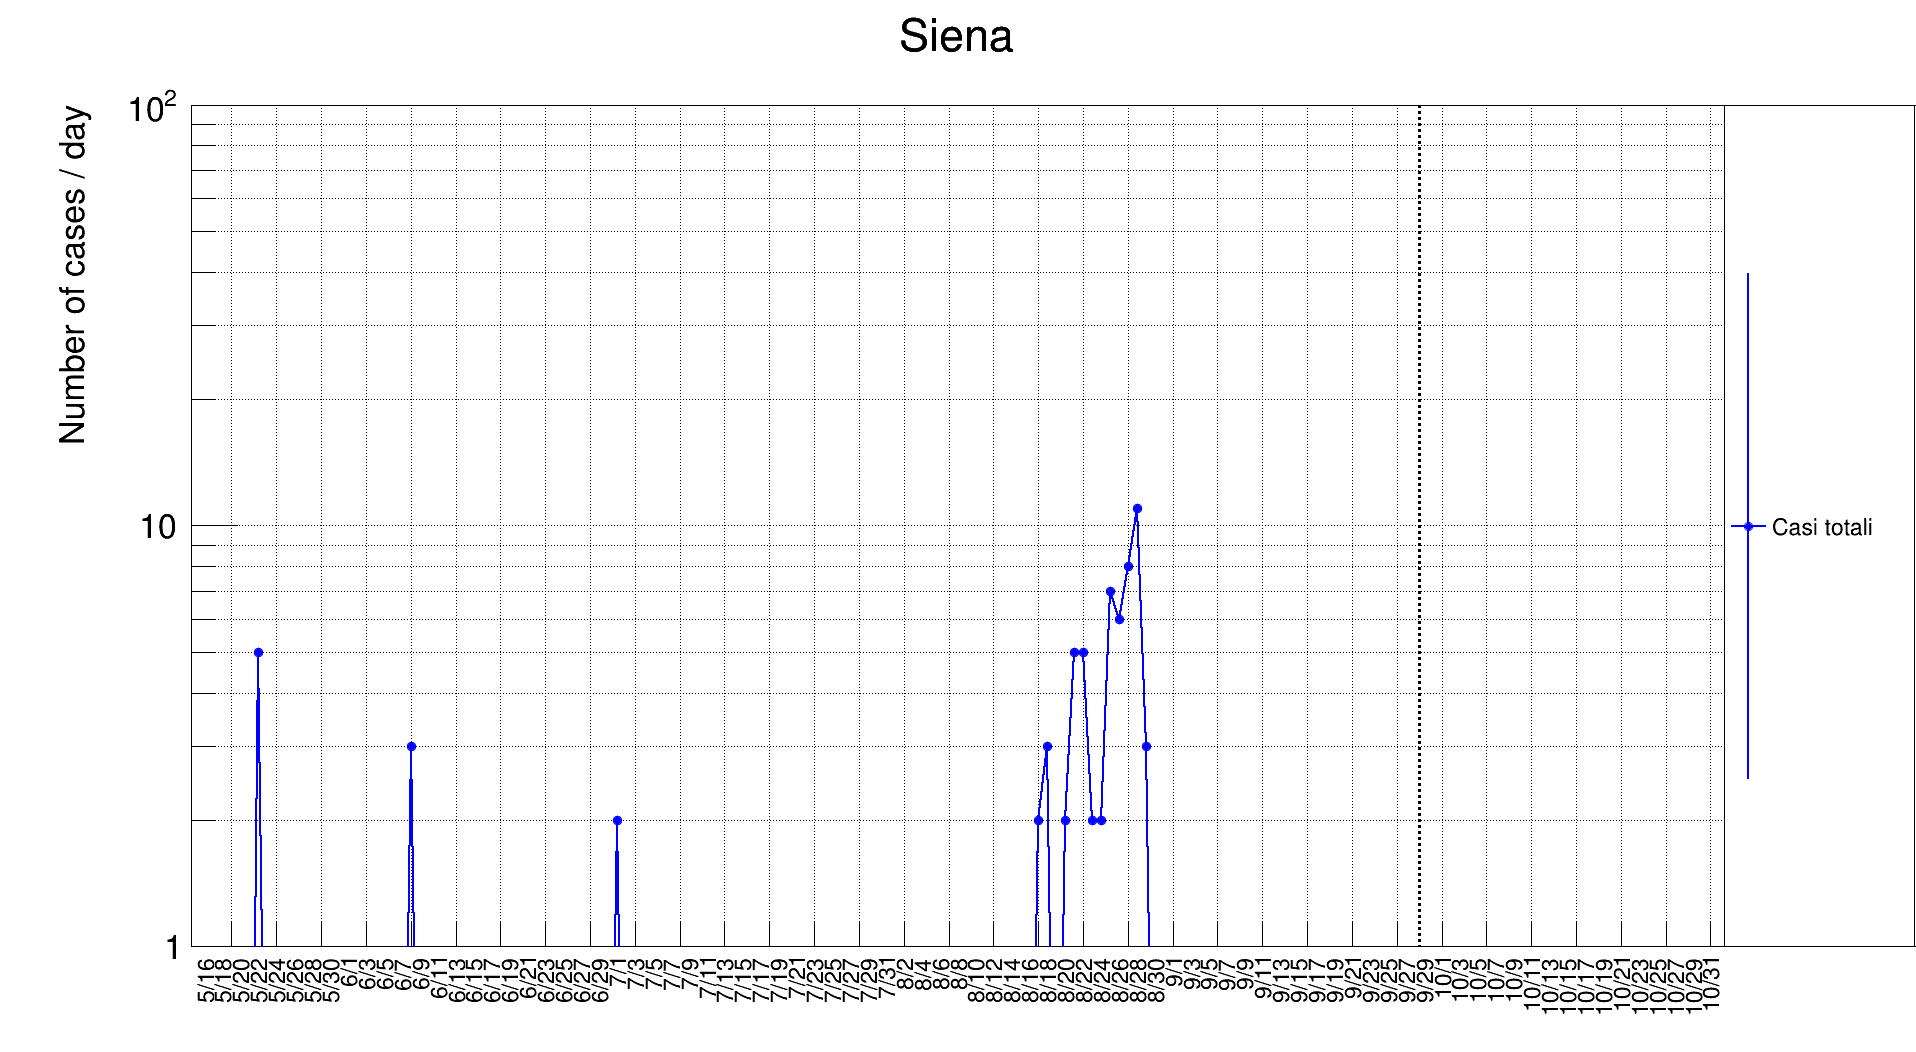 Siena
Number of cases / day
10²
10
1
Casi totali
5/16 5/18 5/20 5/22 5/24 5/26 5/28 5/30 6/1 6/3 6/5 6/7 6/9 6/11 6/13 6/15 6/17 6/19 6/21 6/23 6/25 6/27 6/29 7/1 7/3 7/5 7/7 7/9 7/11 7/13 7/15 7/17 7/19 7/21 7/23 7/25 7/27 7/29 7/31 8/2 8/4 8/6 8/8 8/10 8/12 8/14 8/16 8/18 8/20 8/22 8/24 8/26 8/28 8/30 9/1 9/3 9/5 9/7 9/9 9/11 9/13 9/15 9/17 9/19 9/21 9/23 9/25 9/27 9/29 10/1 10/3 10/5 10/7 10/9 10/11 10/13 10/15 10/17 10/19 10/21 10/23 10/25 10/27 10/29 10/31